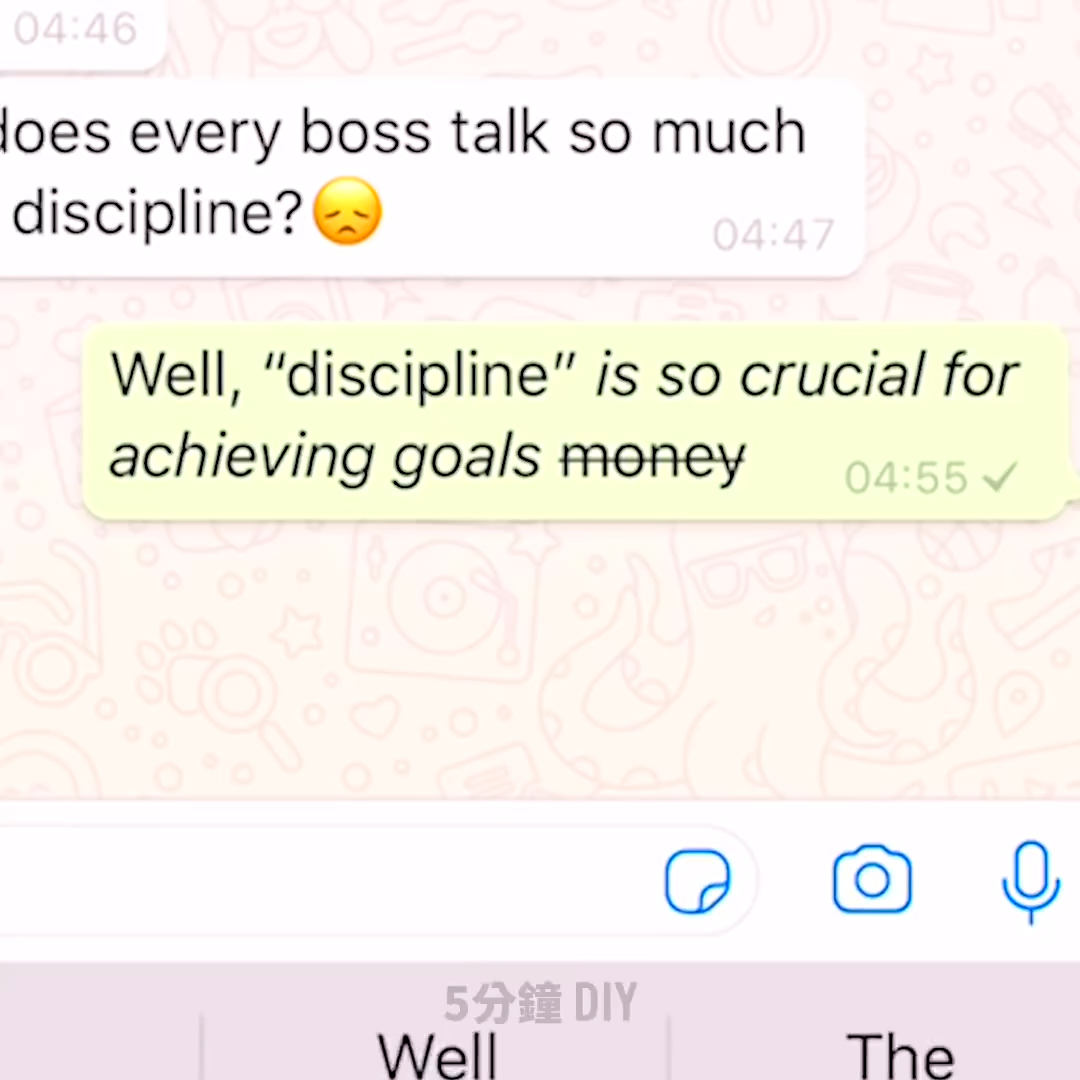 04:46
does every boss talk so much
discipline?😞
04:47
Well, “discipline” is so crucial for
achieving goals money
04:55
5分鐘 DIY
Well
The